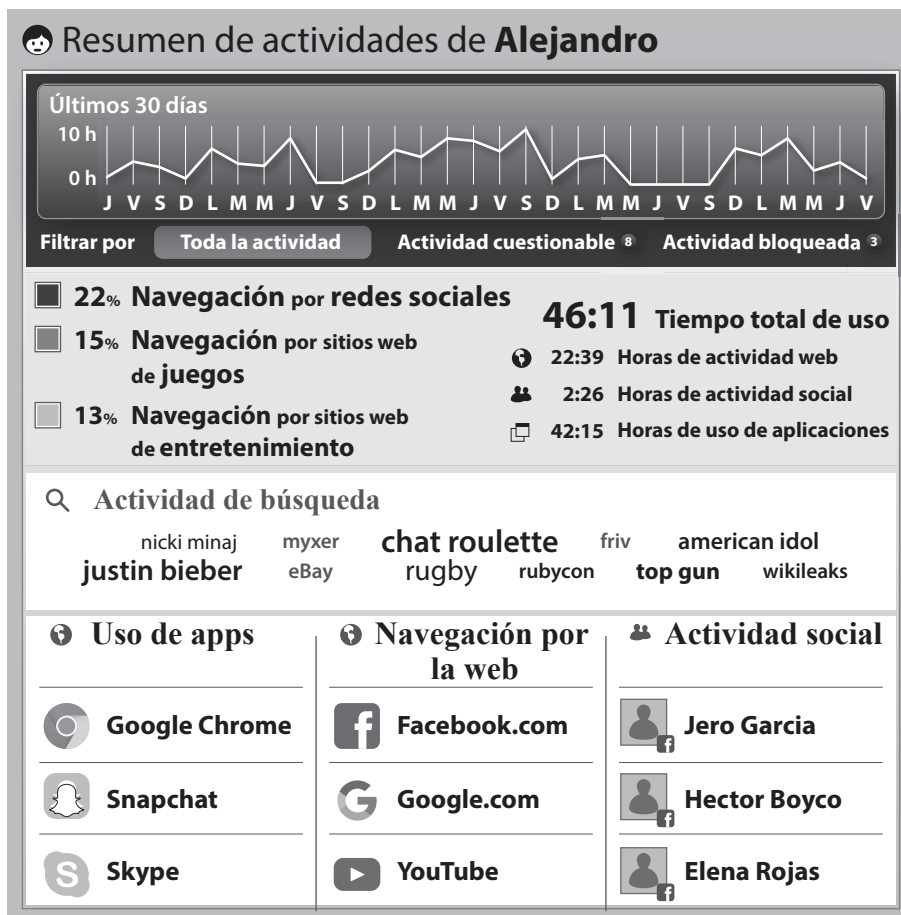 Resumen de actividades de Alejandro
Últimos 30 días
10 h
0 h
J V S D L M M J V S D L M M J V S D L M M J V S D L M M J V
Filtrar por Toda la actividad Actividad cuestionable 8 Actividad bloqueada 3
22% Navegación por redes sociales
15% Navegación por sitios web
de juegos
13% Navegación por sitios web
de entretenimiento
46:11 Tiempo total de uso
22:39 Horas de actividad web
2:26 Horas de actividad social
42:15 Horas de uso de aplicaciones
Actividad de búsqueda
nicki minaj myxer chat roulette friv american idol
justin bieber eBay rugby rubycon top gun wikileaks
Uso de apps
Google Chrome
Snapchat
Skype
Navegación por
la web
Facebook.com
Google.com
YouTube
Actividad social
Jero Garcia
Hector Boyco
Elena Rojas